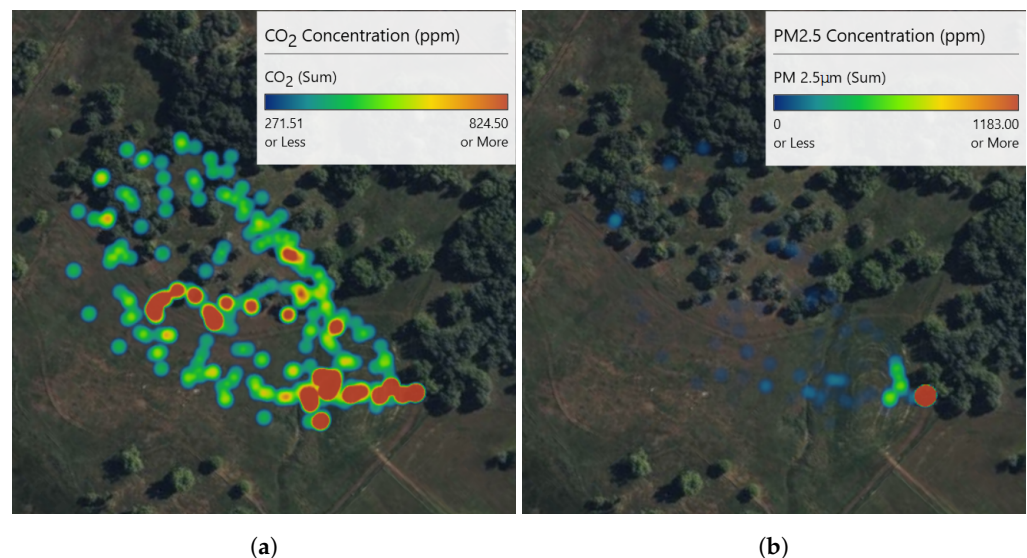 CO2 Concentration (ppm)
CO2 (Sum)
271.51 824.50
or Less or More
PM2.5 Concentration (ppm)
PM 2.5µm (Sum)
0 1183.00
or Less or More
(a) (b)